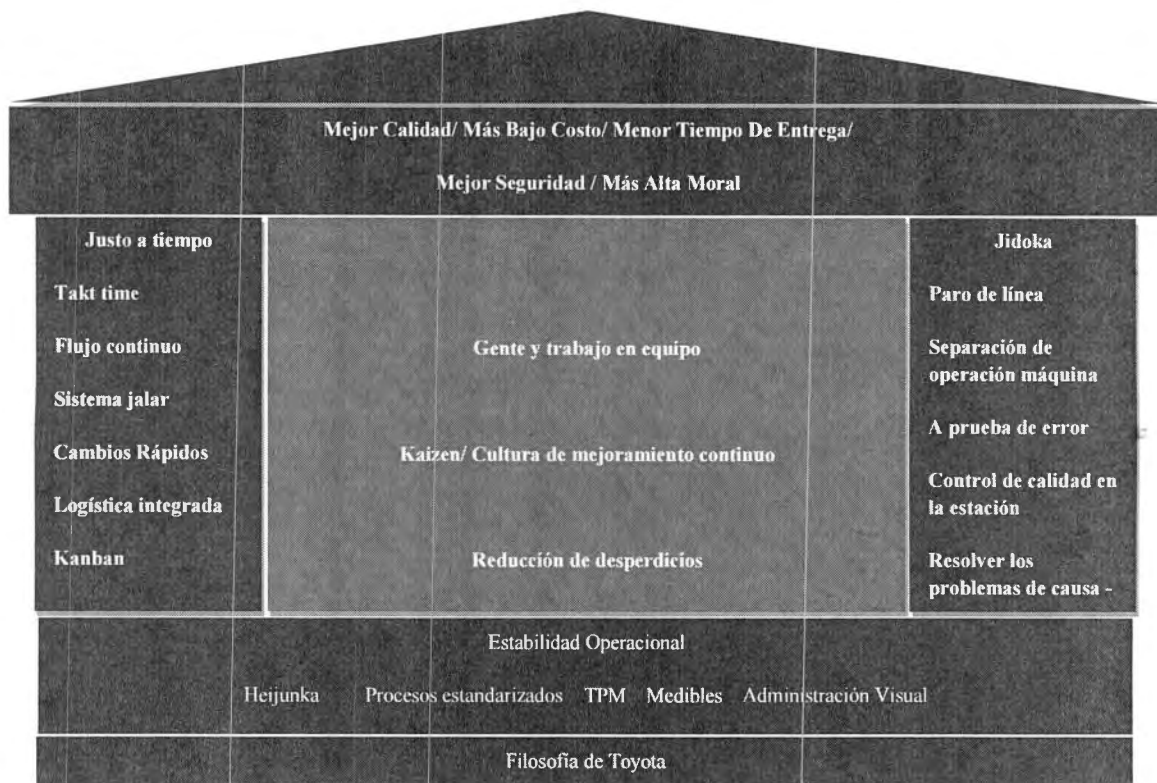 Mejor Calidad/ Más Bajo Costo/ Menor Tiempo De Entrega/
Mejor Seguridad / Más Alta Moral
Justo a tiempo
Takt time
Flujo continuo
Sistema jalar
Cambios Rápidos
Logística integrada
Kanban
Gente y trabajo en equipo
Kaizen/ Cultura de mejoramiento continuo
Reducción de desperdicios
Jidoka
Paro de línea
Separación de
operación máquina
A prueba de error
Control de calidad en
la estación
Resolver los
problemas de causa -
Estabilidad Operacional
Heijunka Procesos estandarizados TPM Medibles Administración Visual
Filosofía de Toyota